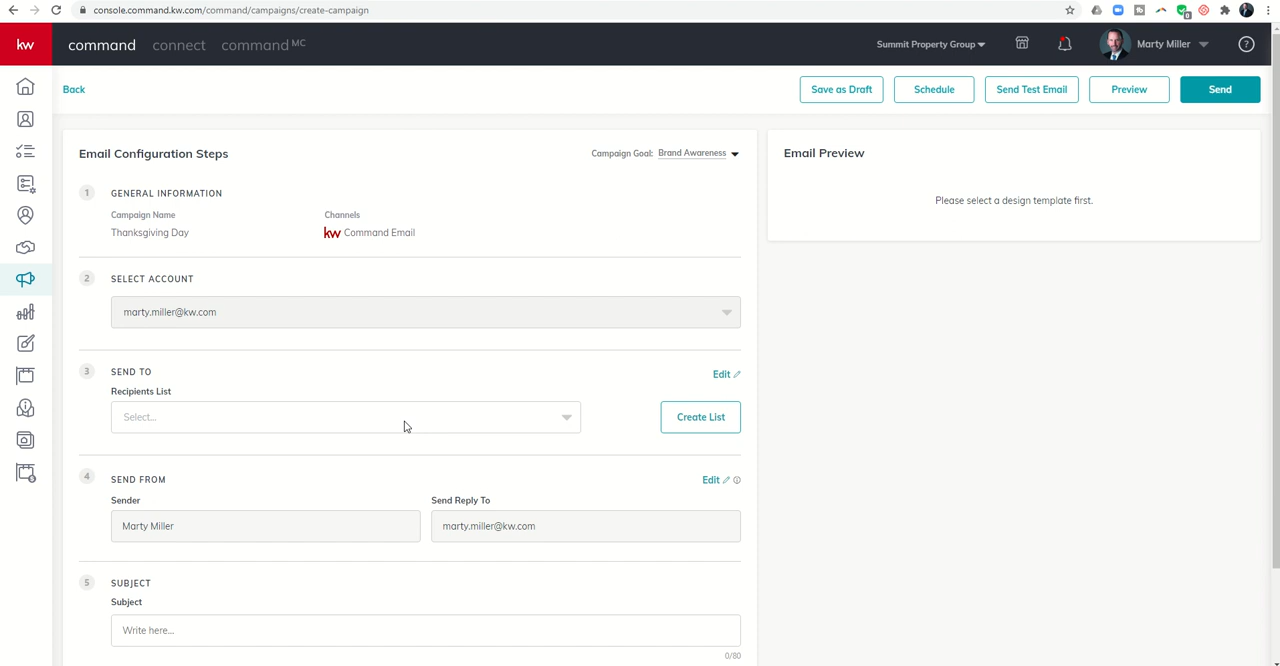 console.command.kw.com/command/campaigns/create-campaign
0
kw command connect command MC Summit Property Group Marty Miller ?
Back Save as Draft Schedule Send Test Email Preview Send
Email Configuration Steps Campaign Goal: Brand Awareness
1 GENERAL INFORMATION
Campaign Name Channels
Thanksgiving Day kw Command Email
2 SELECT ACCOUNT
marty.miller@kw.com
3 SEND TO Edit
Recipients List
Select... Create List
4 SEND FROM Edit
Sender Send Reply To
Marty Miller marty.miller@kw.com
5 SUBJECT
Subject
Write here...
0/80
Email Preview
Please select a design template first.